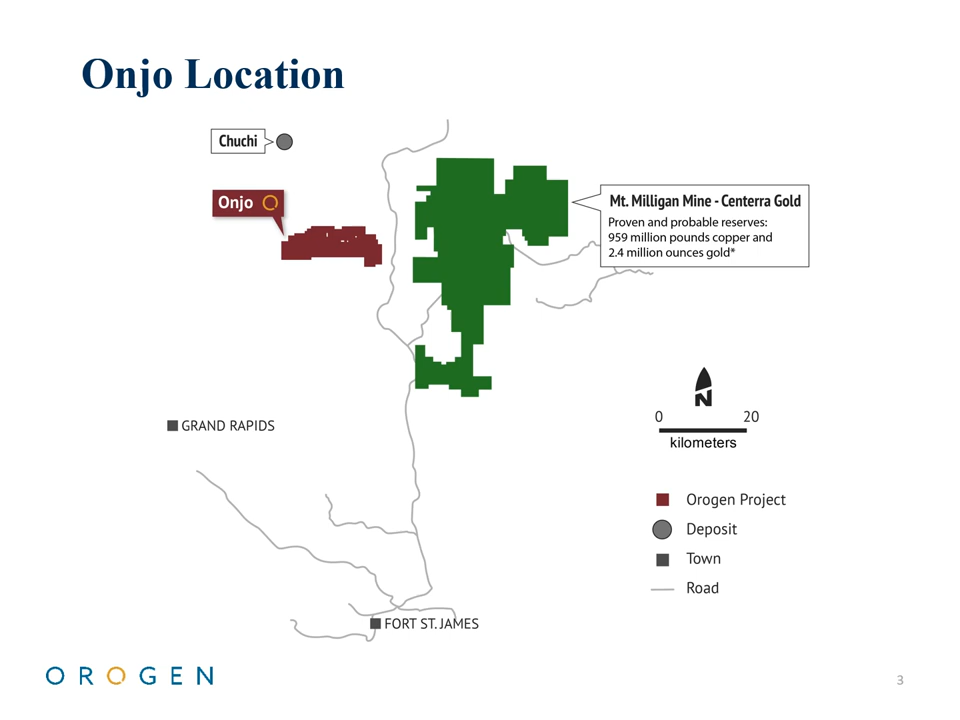 Onjo Location
Chuchi
Onjo
Mt. Milligan Mine - Centerra Gold
Proven and probable reserves:
959 million pounds copper and
2.4 million ounces gold*
N
0 20
kilometers
GRAND RAPIDS
Orogen Project
Deposit
Town
Road
FORT ST. JAMES
OROGEN
3